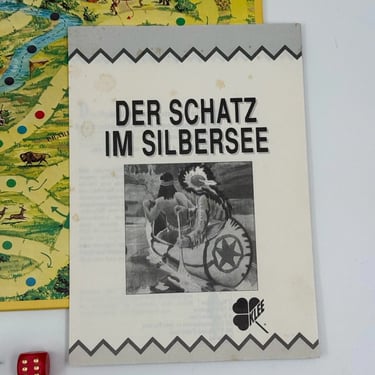 DER SCHATZ
IM SILBERSEE
KLEE